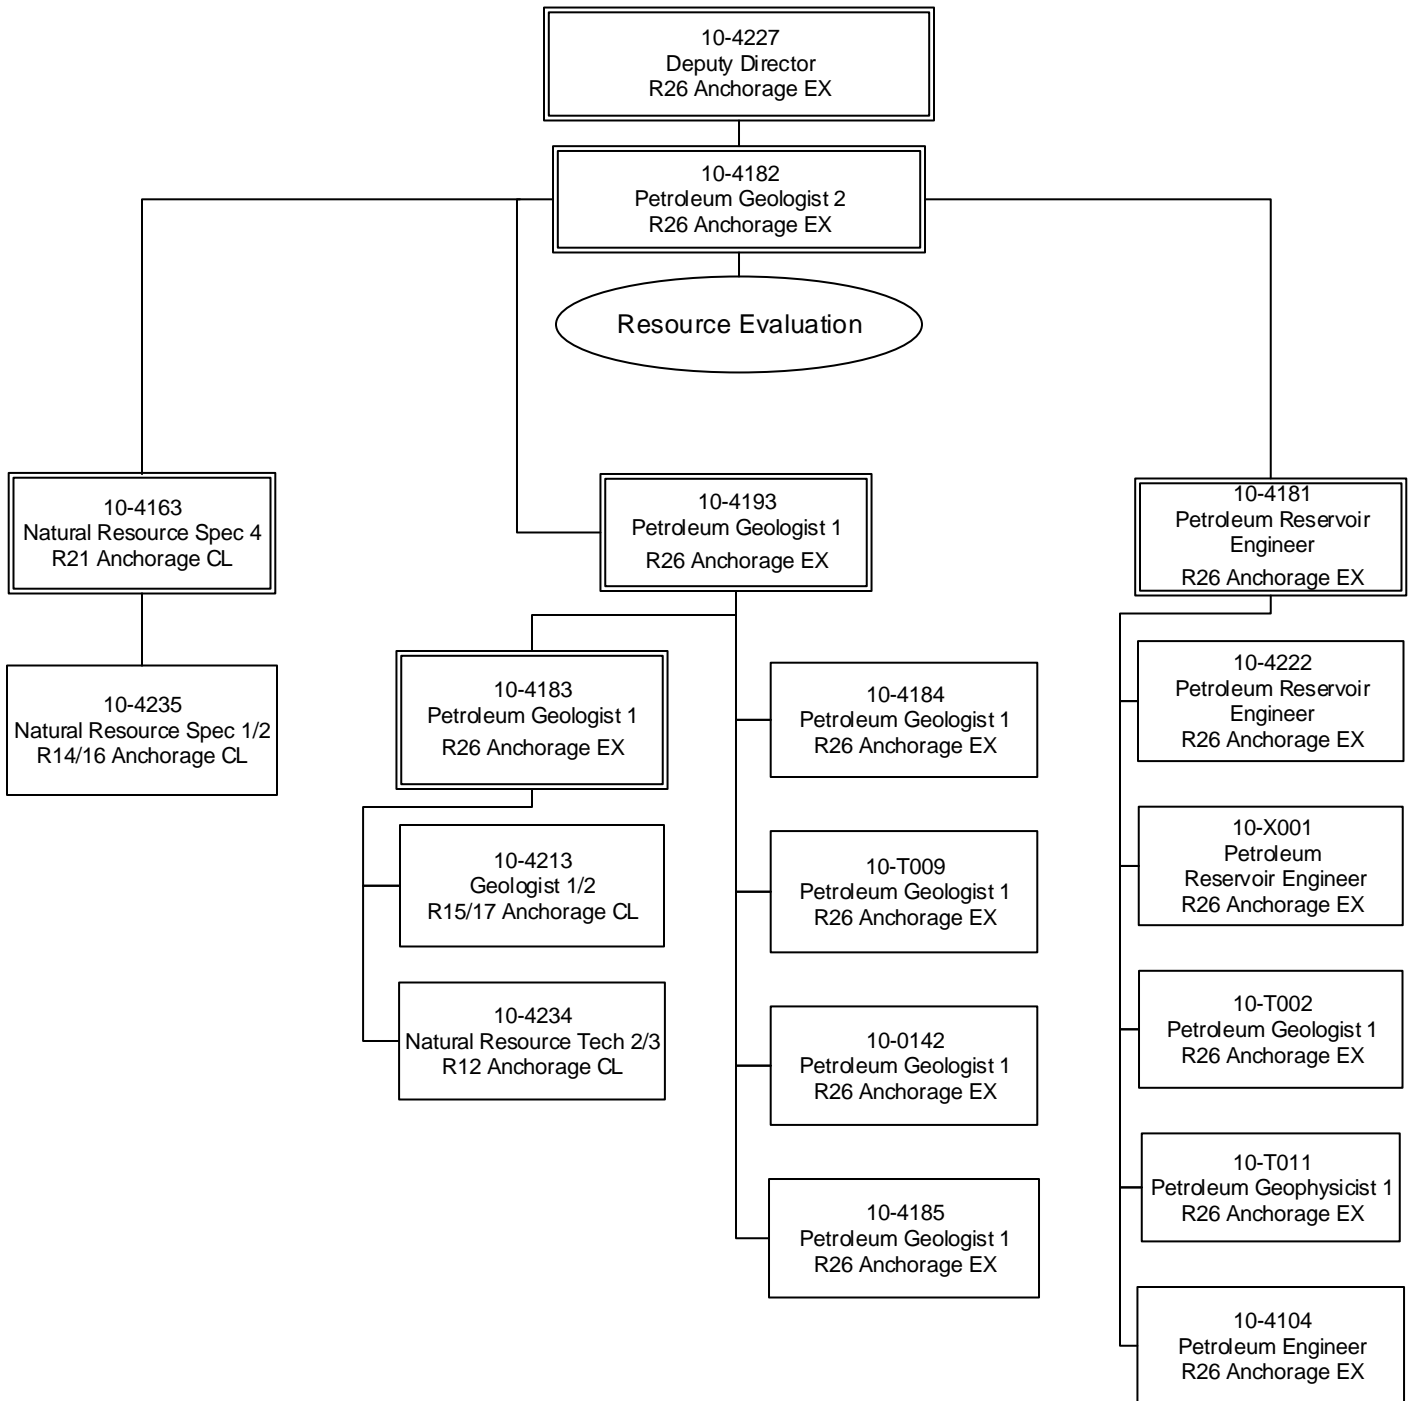 10-4227
Deputy Director
R26 Anchorage EX
10-4182
Petroleum Geologist 2
R26 Anchorage EX
Resource Evaluation
10-4163
Natural Resource Spec 4
R21 Anchorage CL
10-4193
Petroleum Geologist 1
R26 Anchorage EX
10-4181
Petroleum Reservoir
Engineer
R26 Anchorage EX
10-4235
Natural Resource Spec 1/2
R14/16 Anchorage CL
10-4183
Petroleum Geologist 1
R26 Anchorage EX
10-4213
Geologist 1/2
R15/17 Anchorage CL
10-4234
Natural Resource Tech 2/3
R12 Anchorage CL
10-4184
Petroleum Geologist 1
R26 Anchorage EX
10-T009
Petroleum Geologist 1
R26 Anchorage EX
10-0142
Petroleum Geologist 1
R26 Anchorage EX
10-4185
Petroleum Geologist 1
R26 Anchorage EX
10-4222
Petroleum Reservoir
Engineer
R26 Anchorage EX
10-X001
Petroleum
Reservoir Engineer
R26 Anchorage EX
10-T002
Petroleum Geologist 1
R26 Anchorage EX
10-T011
Petroleum Geophysicist 1
R26 Anchorage EX
10-4104
Petroleum Engineer
R26 Anchorage EX